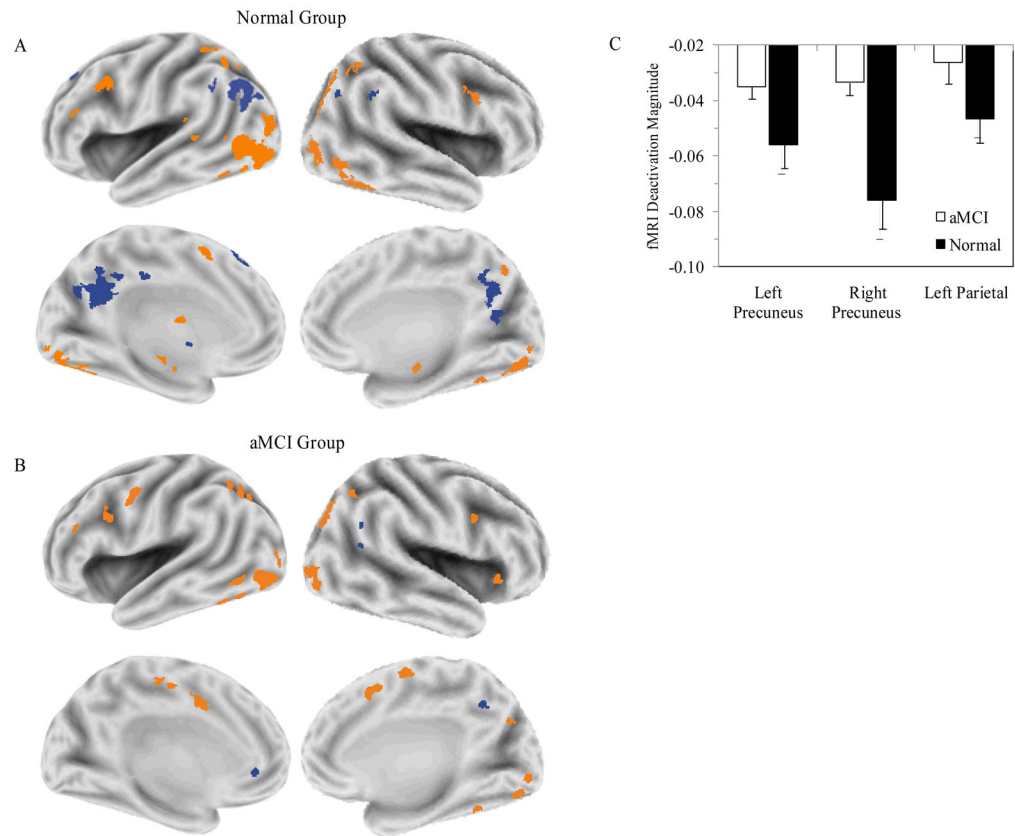 Normal Group
A
aMCI Group
B
C
fMRI Deactivation Magnitude
-0.02
-0.04
-0.06
-0.08
-0.10
aMCI
Normal
Left
Precuneus
Right
Precuneus
Left Parietal